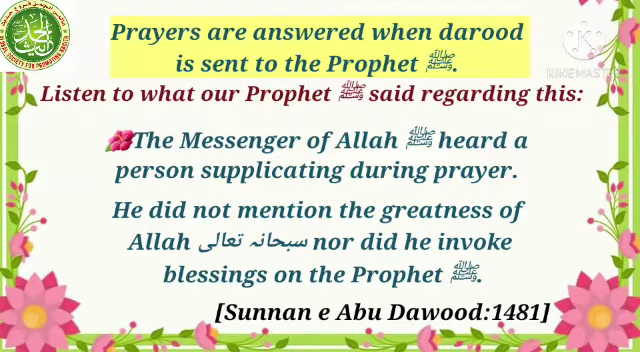 Prayers are answered when darood
is sent to the Prophet ﷺ.
Listen to what our Prophet ﷺ said regarding this:
🌺The Messenger of Allah ﷺ heard a
person supplicating during prayer.
He did not mention the greatness of
Allah سبحانہ تعالی nor did he invoke
blessings on the Prophet ﷺ.
[Sunnan e Abu Dawood:1481]
KINEMASTER